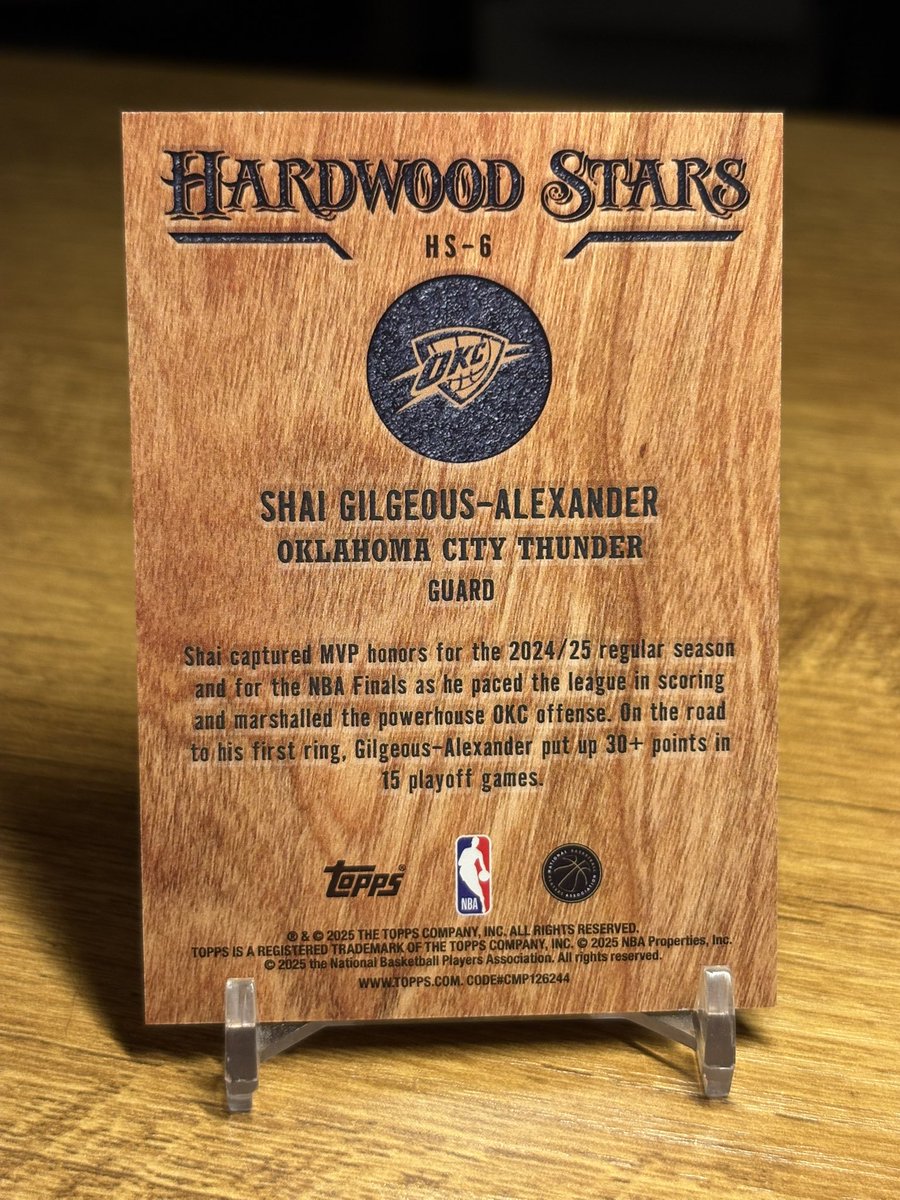 HARDWOOD STARS
HS-6
OKC
SHAI GILGEOUS-ALEXANDER
OKLAHOMA CITY THUNDER
GUARD
Shai captured MVP honors for the 2024/25 regular season
and for the NBA Finals as he paced the league in scoring
and marshalled the powerhouse OKC offense. On the road
to his first ring, Gilgeous-Alexander put up 30+ points in
15 playoff games.
topps®
NBA
NATIONAL BASKETBALL PLAYERS ASSOCIATION
® & © 2025 THE TOPPS COMPANY, INC. ALL RIGHTS RESERVED.
TOPPS IS A REGISTERED TRADEMARK OF THE TOPPS COMPANY, INC. © 2025 NBA Properties, Inc.
© 2025 the National Basketball Players Association. All rights reserved.
WWW.TOPPS.COM. CODE#CMP126244